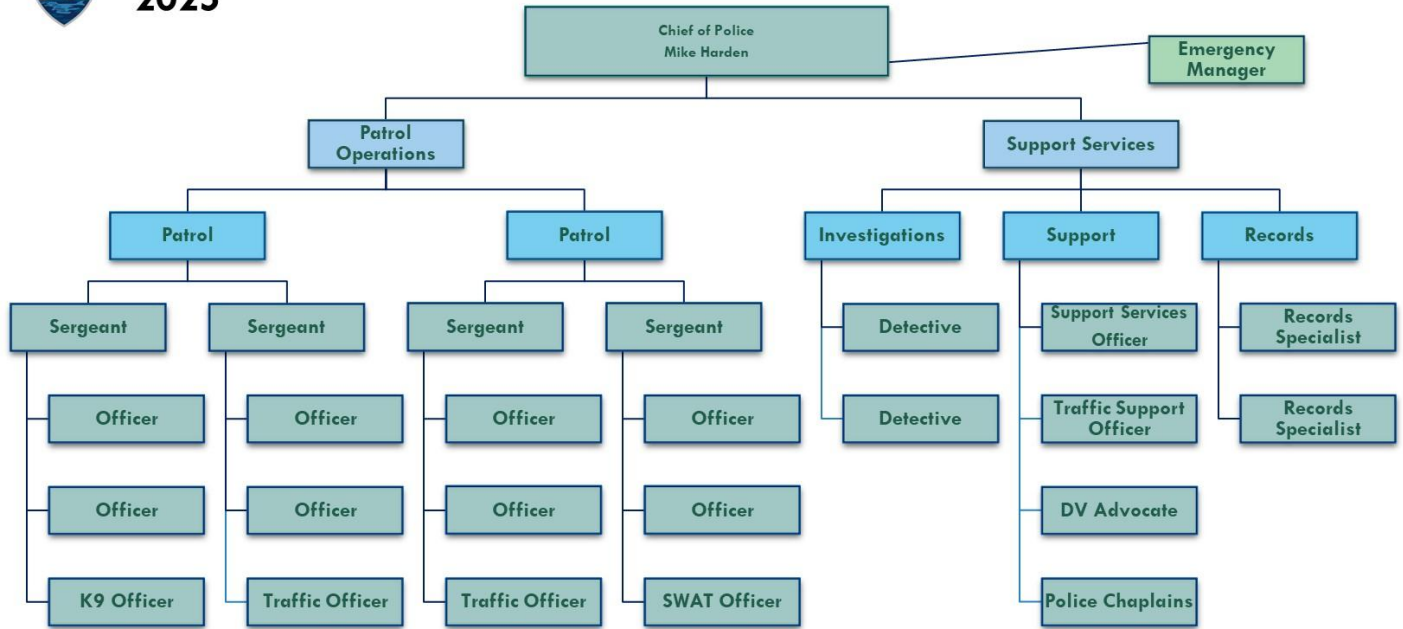 2025
Chief of Police
Mike Harden
Emergency
Manager
Patrol
Operations
Support Services
Patrol
Patrol
Investigations
Support
Records
Sergeant
Sergeant
Sergeant
Sergeant
Detective
Support Services
Officer
Records
Specialist
Officer
Officer
Officer
Officer
Detective
Traffic Support
Officer
Records
Specialist
Officer
Officer
Officer
Officer
DV Advocate
K9 Officer
Traffic Officer
Traffic Officer
SWAT Officer
Police Chaplains